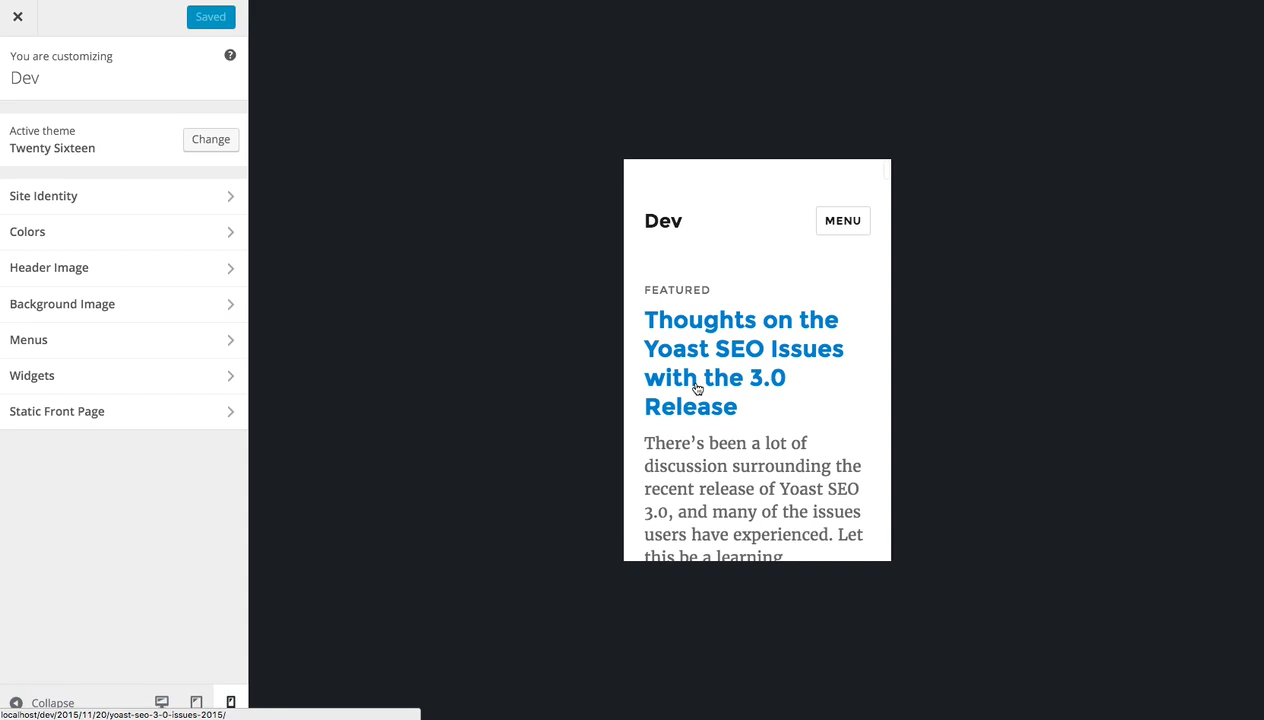 Saved
You are customizing
Dev
Active theme
Twenty Sixteen
Change
Site Identity
Colors
Header Image
Background Image
Menus
Widgets
Static Front Page
Collapse
localhost/dev/2015/11/20/yoast-seo-3-0-issues-2015/
Dev
MENU
FEATURED
Thoughts on the
Yoast SEO Issues
with the 3.0
Release
There’s been a lot of
discussion surrounding the
recent release of Yoast SEO
3.0, and many of the issues
users have experienced. Let
this be a learning